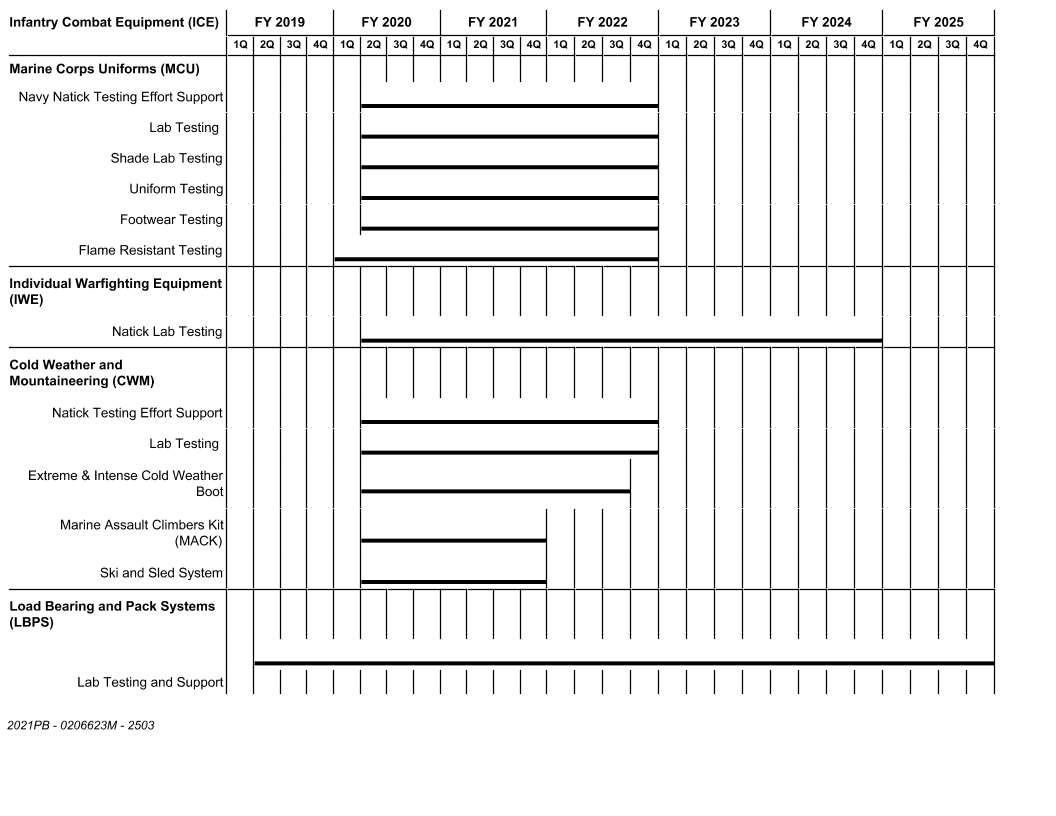 Infantry Combat Equipment (ICE) FY 2019 FY 2020 FY 2021 FY 2022 FY 2023 FY 2024 FY 2025
1Q 2Q 3Q 4Q 1Q 2Q 3Q 4Q 1Q 2Q 3Q 4Q 1Q 2Q 3Q 4Q 1Q 2Q 3Q 4Q 1Q 2Q 3Q 4Q 1Q 2Q 3Q 4Q
Marine Corps Uniforms (MCU)
Navy Natick Testing Effort Support
Lab Testing
Shade Lab Testing
Uniform Testing
Footwear Testing
Flame Resistant Testing
Individual Warfighting Equipment
(IWE)
Natick Lab Testing
Cold Weather and
Mountaineering (CWM)
Natick Testing Effort Support
Lab Testing
Extreme & Intense Cold Weather
Boot
Marine Assault Climbers Kit
(MACK)
Ski and Sled System
Load Bearing and Pack Systems
(LBPS)
Lab Testing and Support
2021PB - 0206623M - 2503